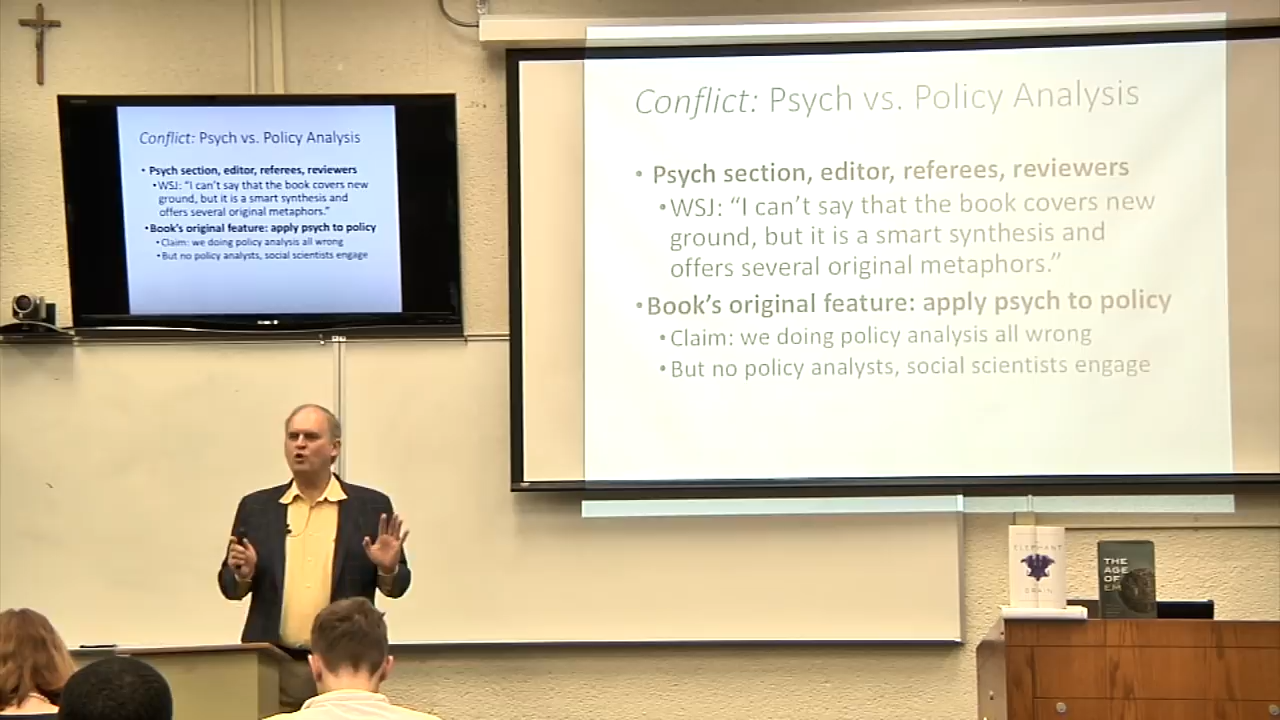 Conflict: Psych vs. Policy Analysis
• Psych section, editor, referees, reviewers
• WSJ: “I can’t say that the book covers new
ground, but it is a smart synthesis and
offers several original metaphors.”
• Book’s original feature: apply psych to policy
• Claim: we doing policy analysis all wrong
• But no policy analysts, social scientists engage
Conflict: Psych vs. Policy Analysis
• Psych section, editor, referees, reviewers
• WSJ: “I can’t say that the book covers new
ground, but it is a smart synthesis and
offers several original metaphors.”
• Book’s original feature: apply psych to policy
• Claim: we doing policy analysis all wrong
• But no policy analysts, social scientists engage
ELEPHANT
BRAIN
THE
AGE
OF
EM